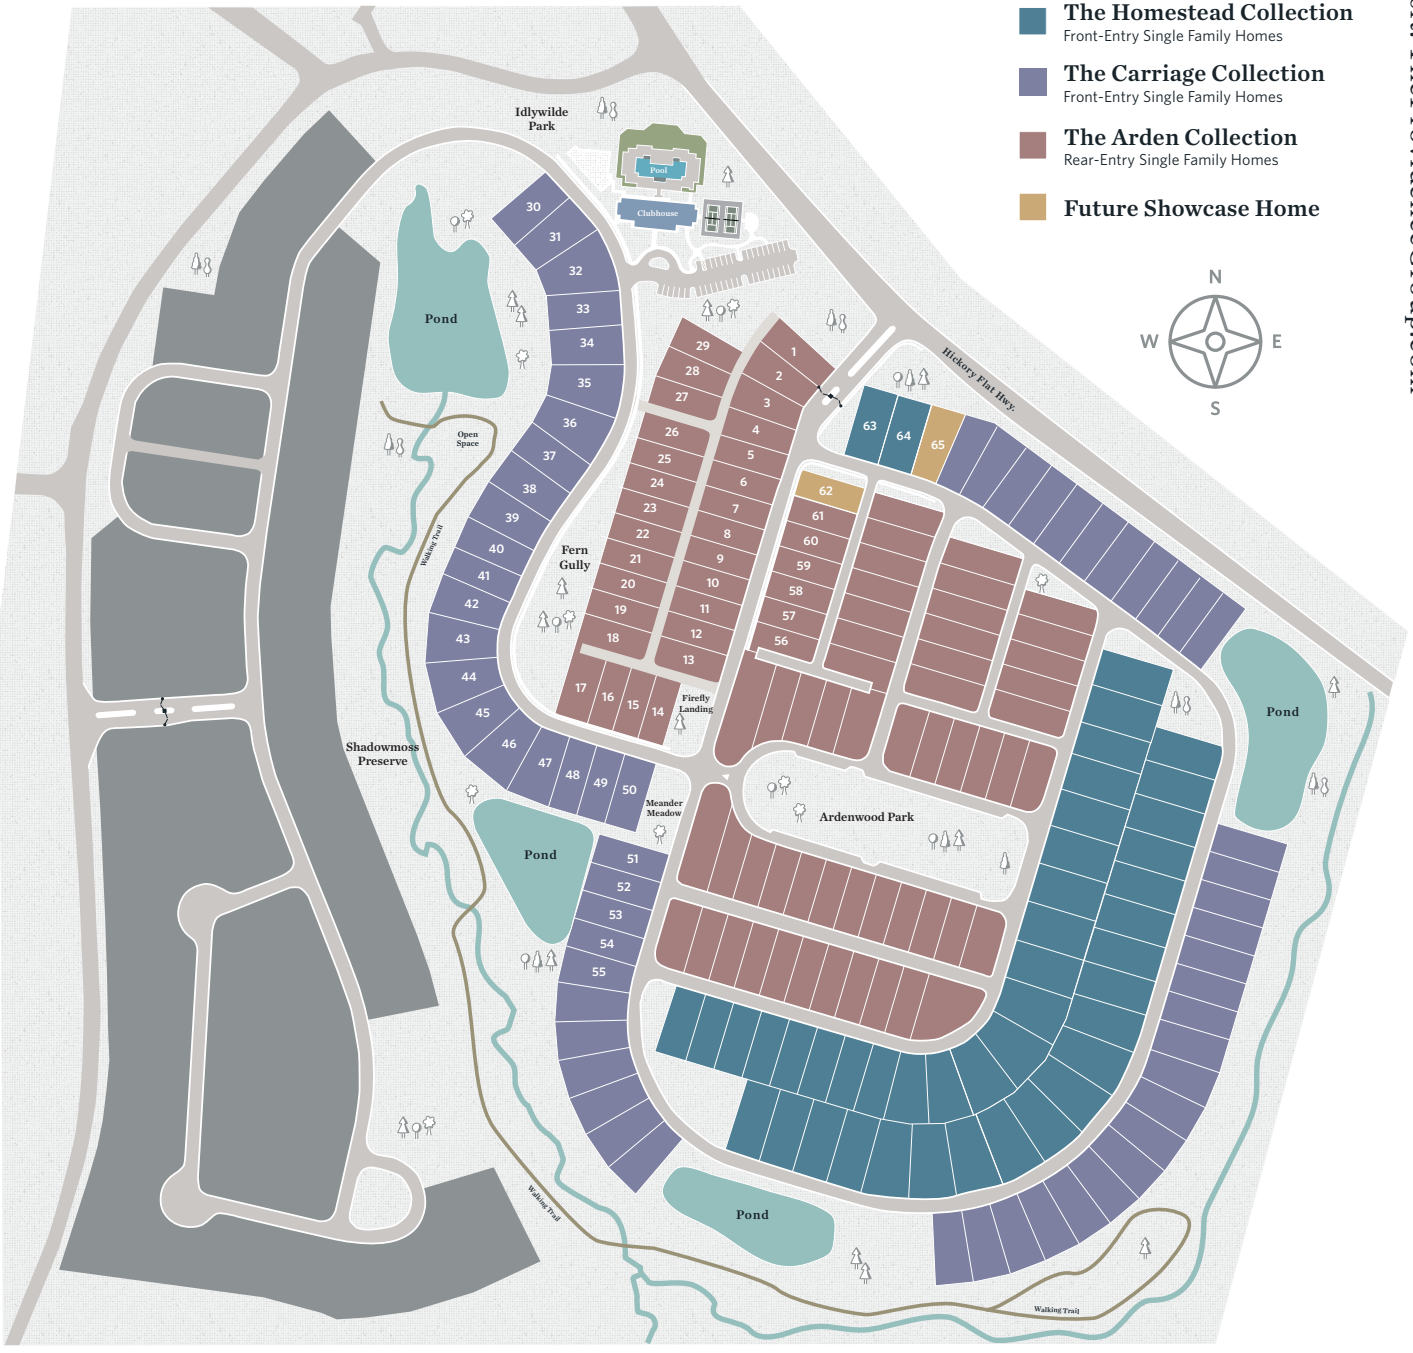 The Homestead Collection
Front-Entry Single Family Homes
The Carriage Collection
Front-Entry Single Family Homes
The Arden Collection
Rear-Entry Single Family Homes
Future Showcase Home
N
W
E
S
Idlywilde
Park
Pool
Clubhouse
Pond
Hickory Flat Hwy.
Open
Space
Walking Trail
Fern
Gully
Firefly
Landing
Shadowmoss
Preserve
Meander
Meadow
Ardenwood Park
Pond
Pond
Pond
Walking Trail
Walking Trail
30
31
32
33
34
35
36
37
38
39
40
41
42
43
44
45
46
47
48
49
50
51
52
53
54
55
29
28
27
26
25
24
23
22
21
20
19
18
17
16
15
14
1
2
3
4
5
6
7
8
9
10
11
12
13
62
61
60
59
58
57
56
63
64
65